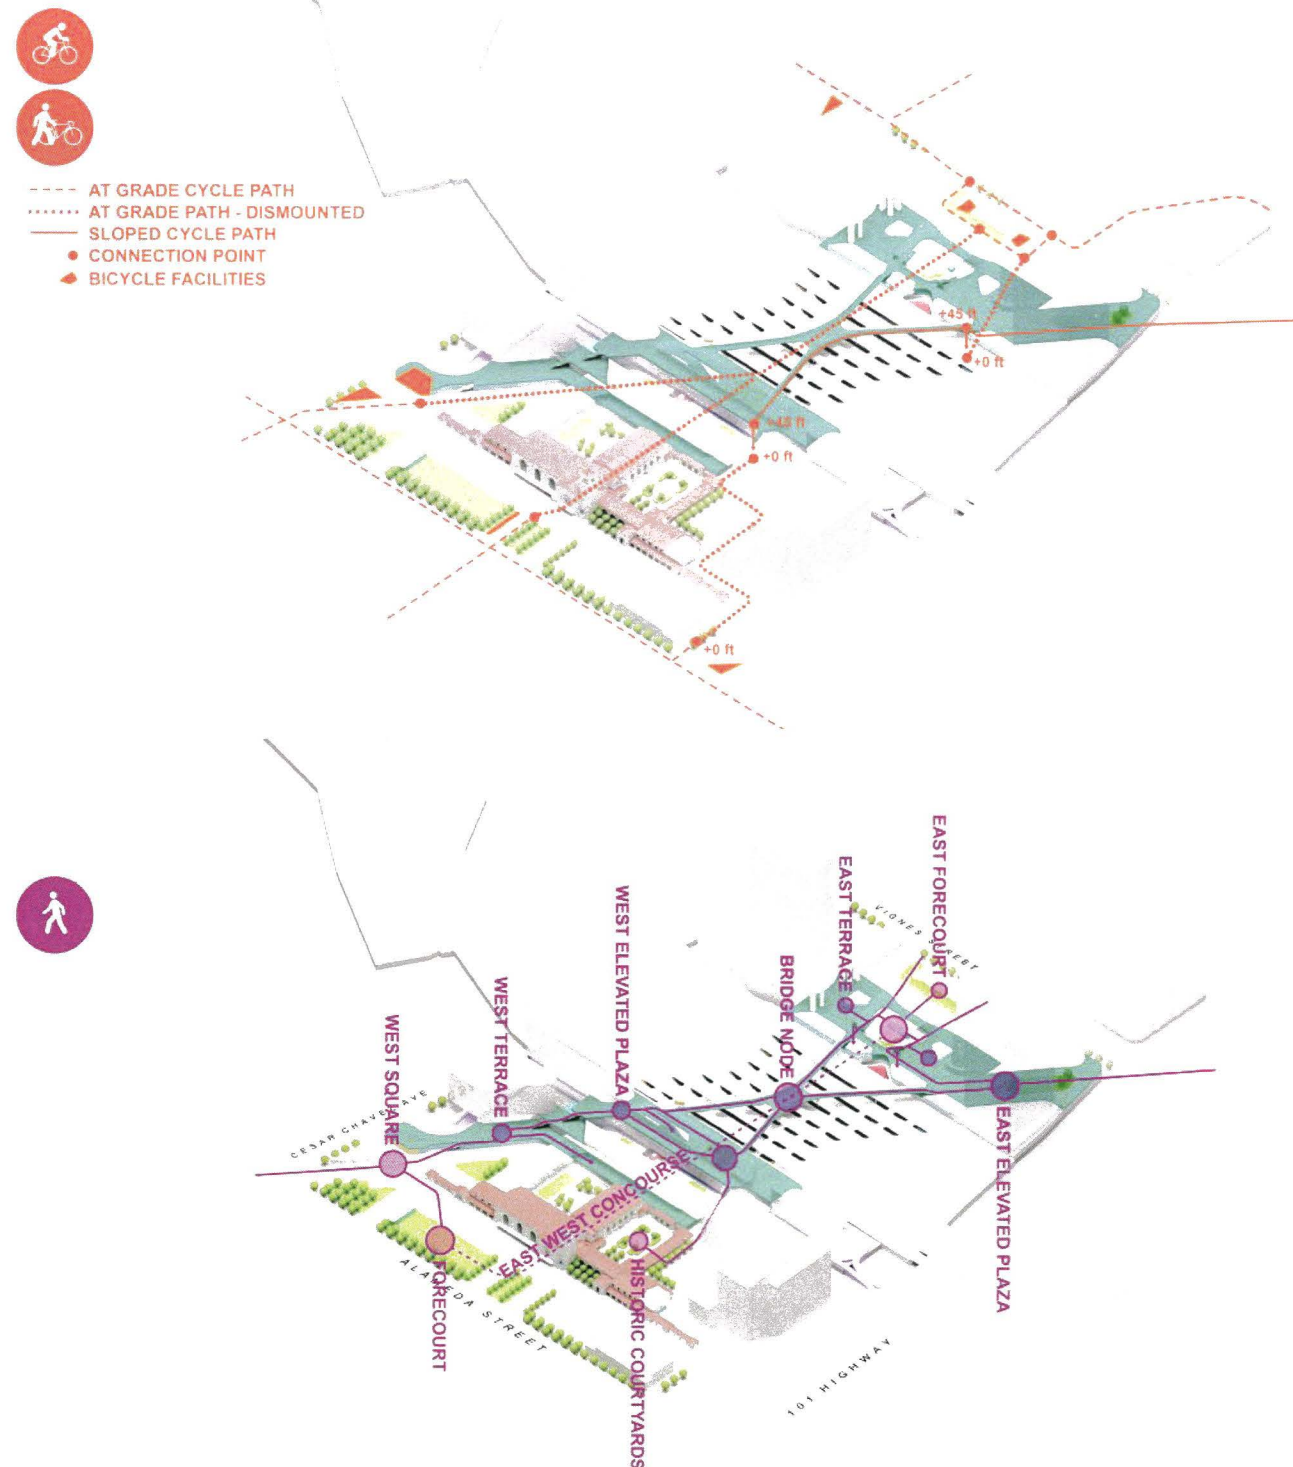 AT GRADE CYCLE PATH
AT GRADE PATH - DISMOUNTED
SLOPED CYCLE PATH
CONNECTION POINT
BICYCLE FACILITIES
+45 ft
+0 ft
+45 ft
+0 ft
+0 ft
EAST FORECOURT
EAST TERRACE
VIGNES STREET
WEST ELEVATED PLAZA
BRIDGE NODE
WEST TERRACE
WEST SQUARE
CESAR CHAVEZ AVE
EAST WEST CONCOURSE
EAST ELEVATED PLAZA
FORECOURT
ALAMEDA STREET
HISTORIC COURTYARDS
101 HIGHWAY